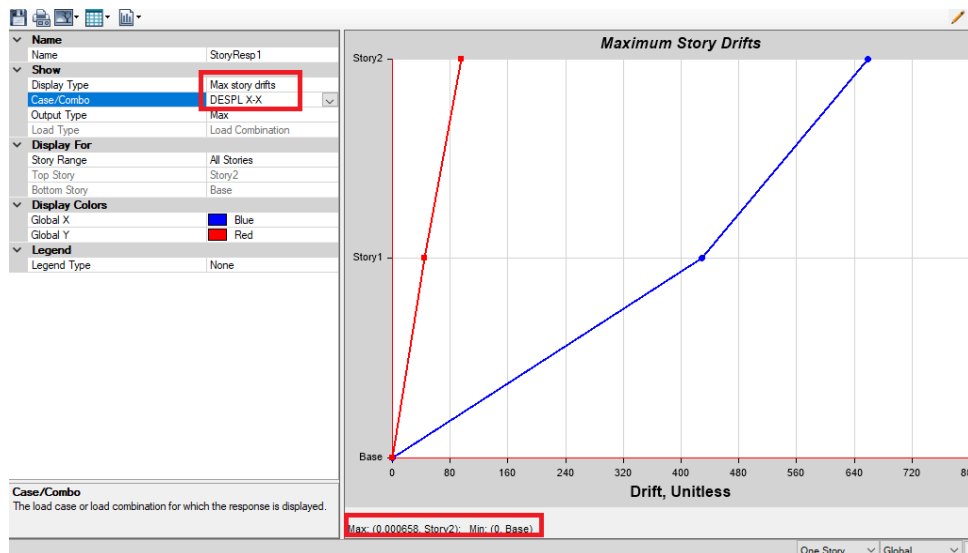 Name
Name StoryResp1
Show
Display Type Max story drifts
Case/Combo DESPL X-X
Output Type Max
Load Type Load Combination
Display For
Story Range All Stories
Top Story Story2
Bottom Story Base
Display Colors
Global X Blue
Global Y Red
Legend
Legend Type None
Case/Combo
The load case or load combination for which the response is displayed.
Maximum Story Drifts
Story2
Story1
Base
0 80 160 240 320 400 480 560 640 720
Drift, Unitless
Max: (0.000658, Story2); Min: (0, Base)
One Story Global